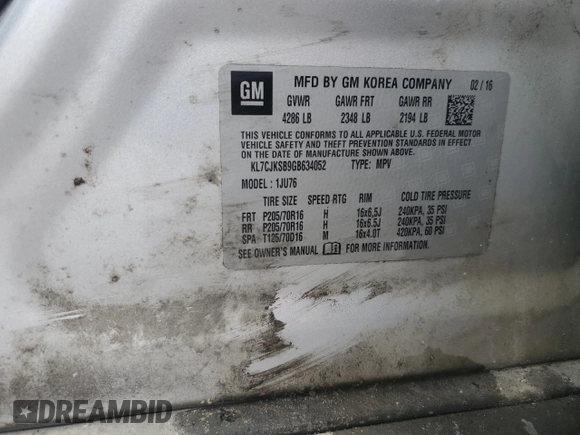 GM
MFD BY GM KOREA COMPANY 02 / 16
GVWR GAWR FRT GAWR RR
4286 LB 2348 LB 2194 LB
THIS VEHICLE CONFORMS TO ALL APPLICABLE U.S. FEDERAL MOTOR
VEHICLE SAFETY AND THEFT PREVENTION STANDARDS IN EFFECT ON
THE DATE OF MANUFACTURE SHOWN ABOVE.
KL7CJKSB9GB634052 TYPE: MPV
MODEL : 1JU76
TIRE SIZE SPEED RTG RIM COLD TIRE PRESSURE
FRT P205/70R16 H 16x6,5J 240KPA, 35 PSI
RR P205/70R16 H 16x6.5J 240KPA, 35 PSI
SPA T125/70D16 M 16x4.0T 420KPA, 60 PSI
SEE OWNER'S MANUAL FOR MORE INFORMATION.
DREAMBID